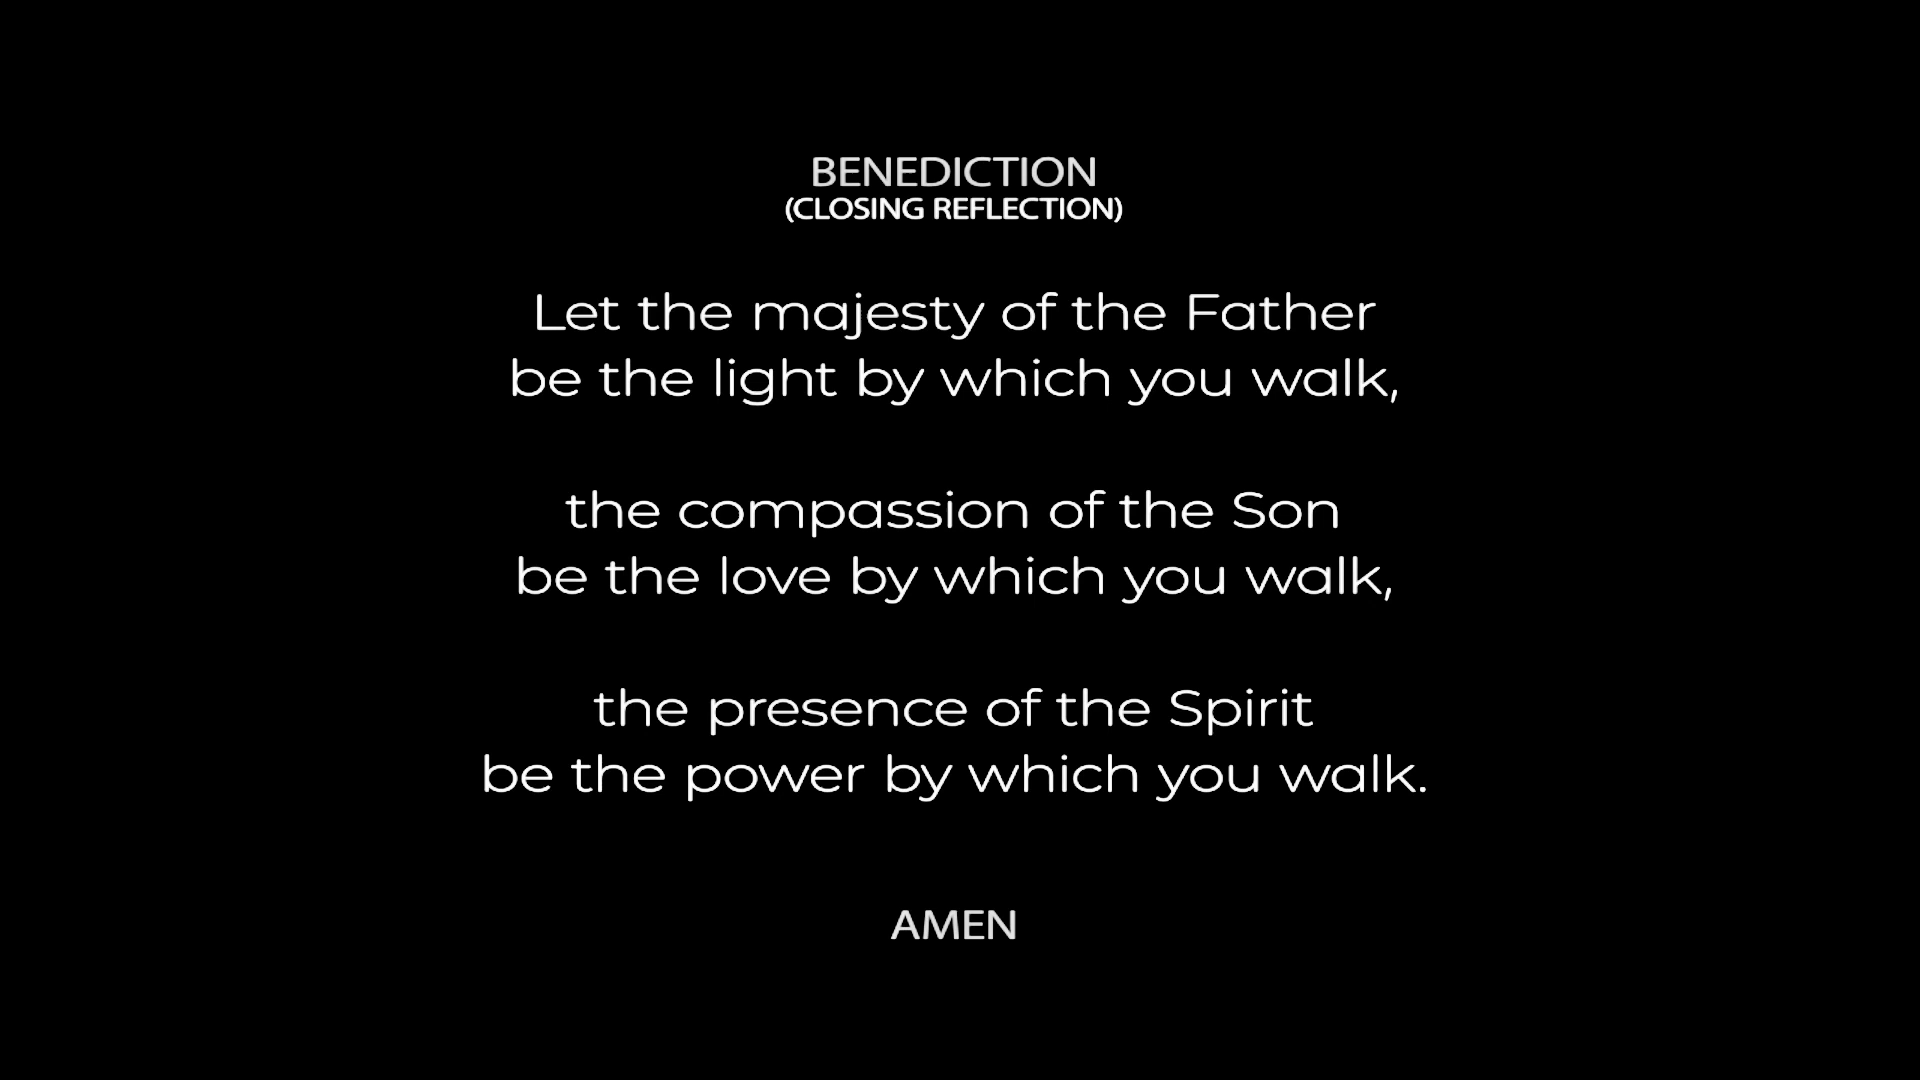 BENEDICTION
(CLOSING REFLECTION)
Let the majesty of the Father
be the light by which you walk,
the compassion of the Son
be the love by which you walk,
the presence of the Spirit
be the power by which you walk.
AMEN